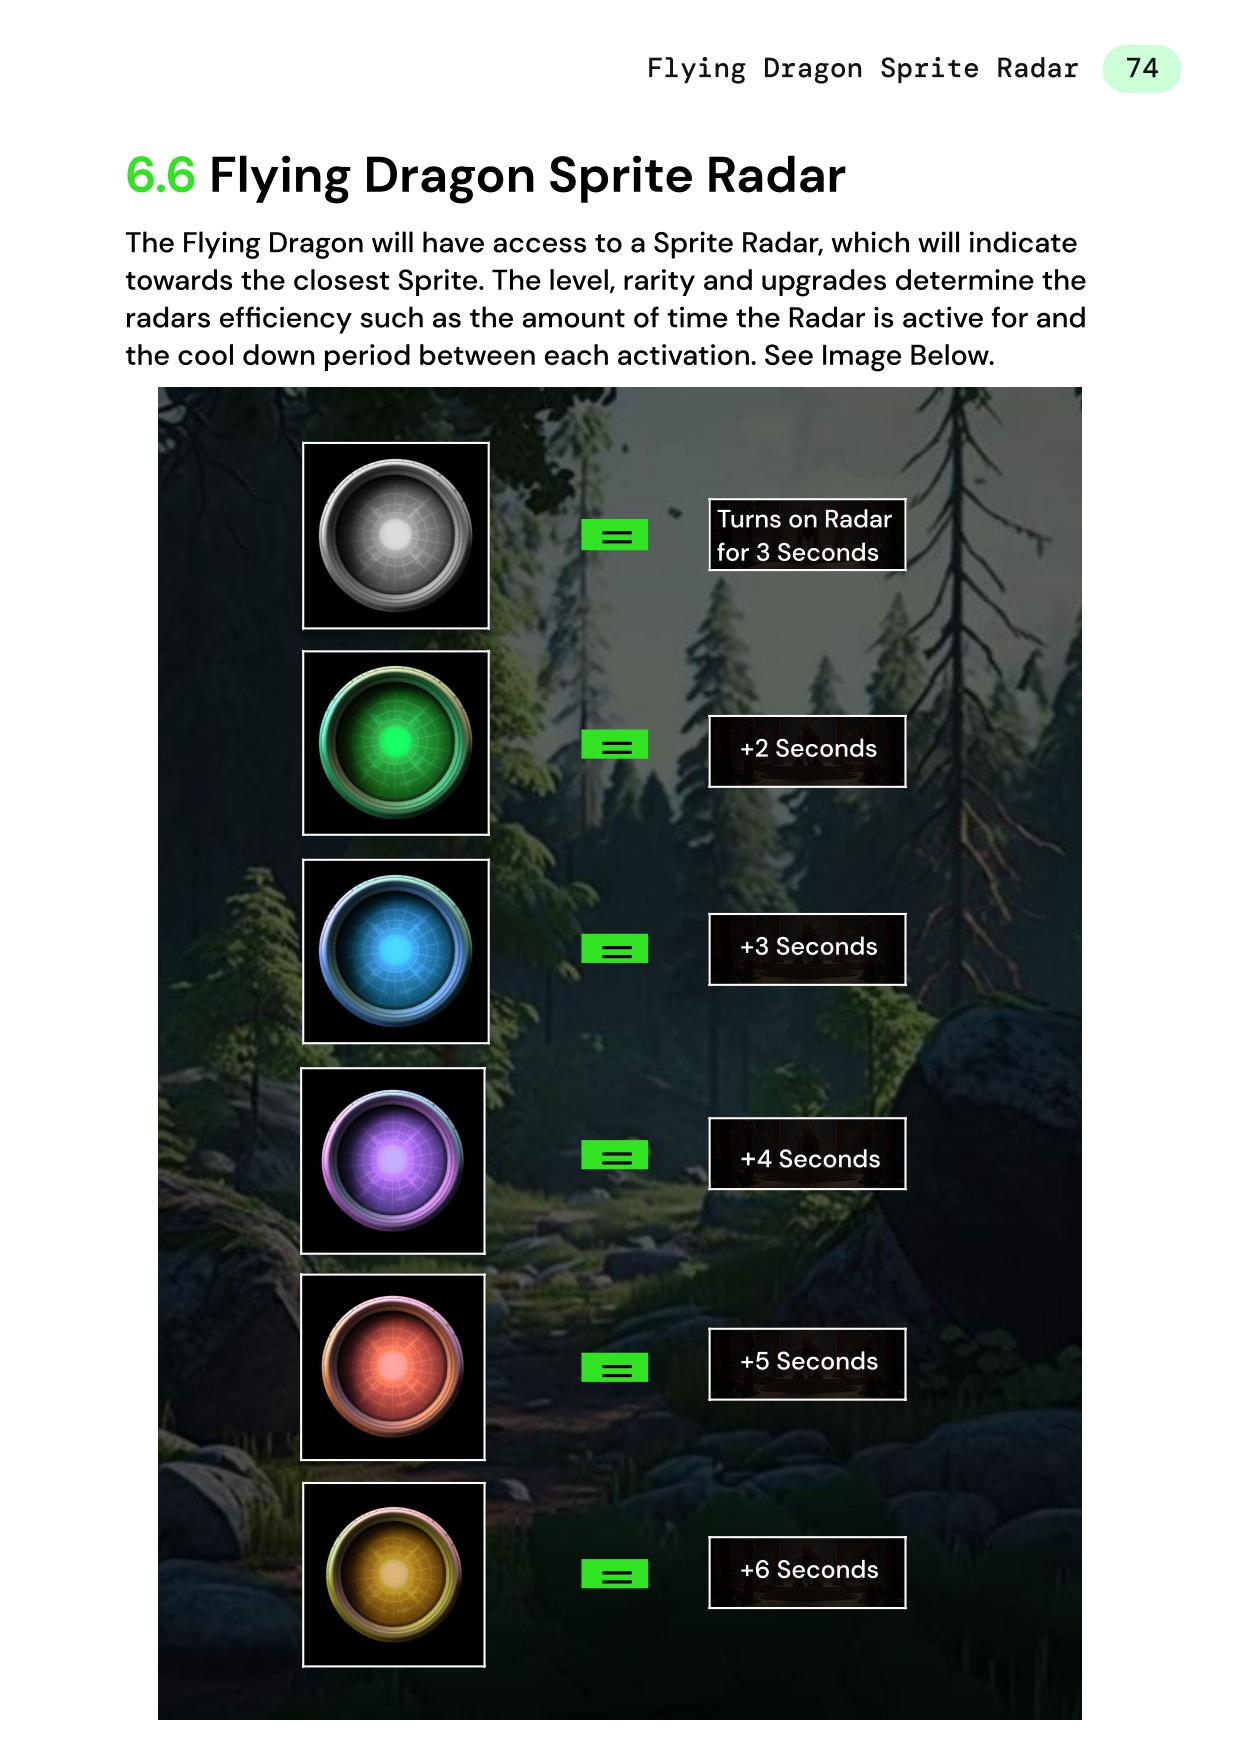 Flying Dragon Sprite Radar 74
6.6 Flying Dragon Sprite Radar
The Flying Dragon will have access to a Sprite Radar, which will indicate
towards the closest Sprite. The level, rarity and upgrades determine the
radars efficiency such as the amount of time the Radar is active for and
the cool down period between each activation. See Image Below.
= Turns on Radar
for 3 Seconds
= +2 Seconds
= +3 Seconds
= +4 Seconds
= +5 Seconds
= +6 Seconds